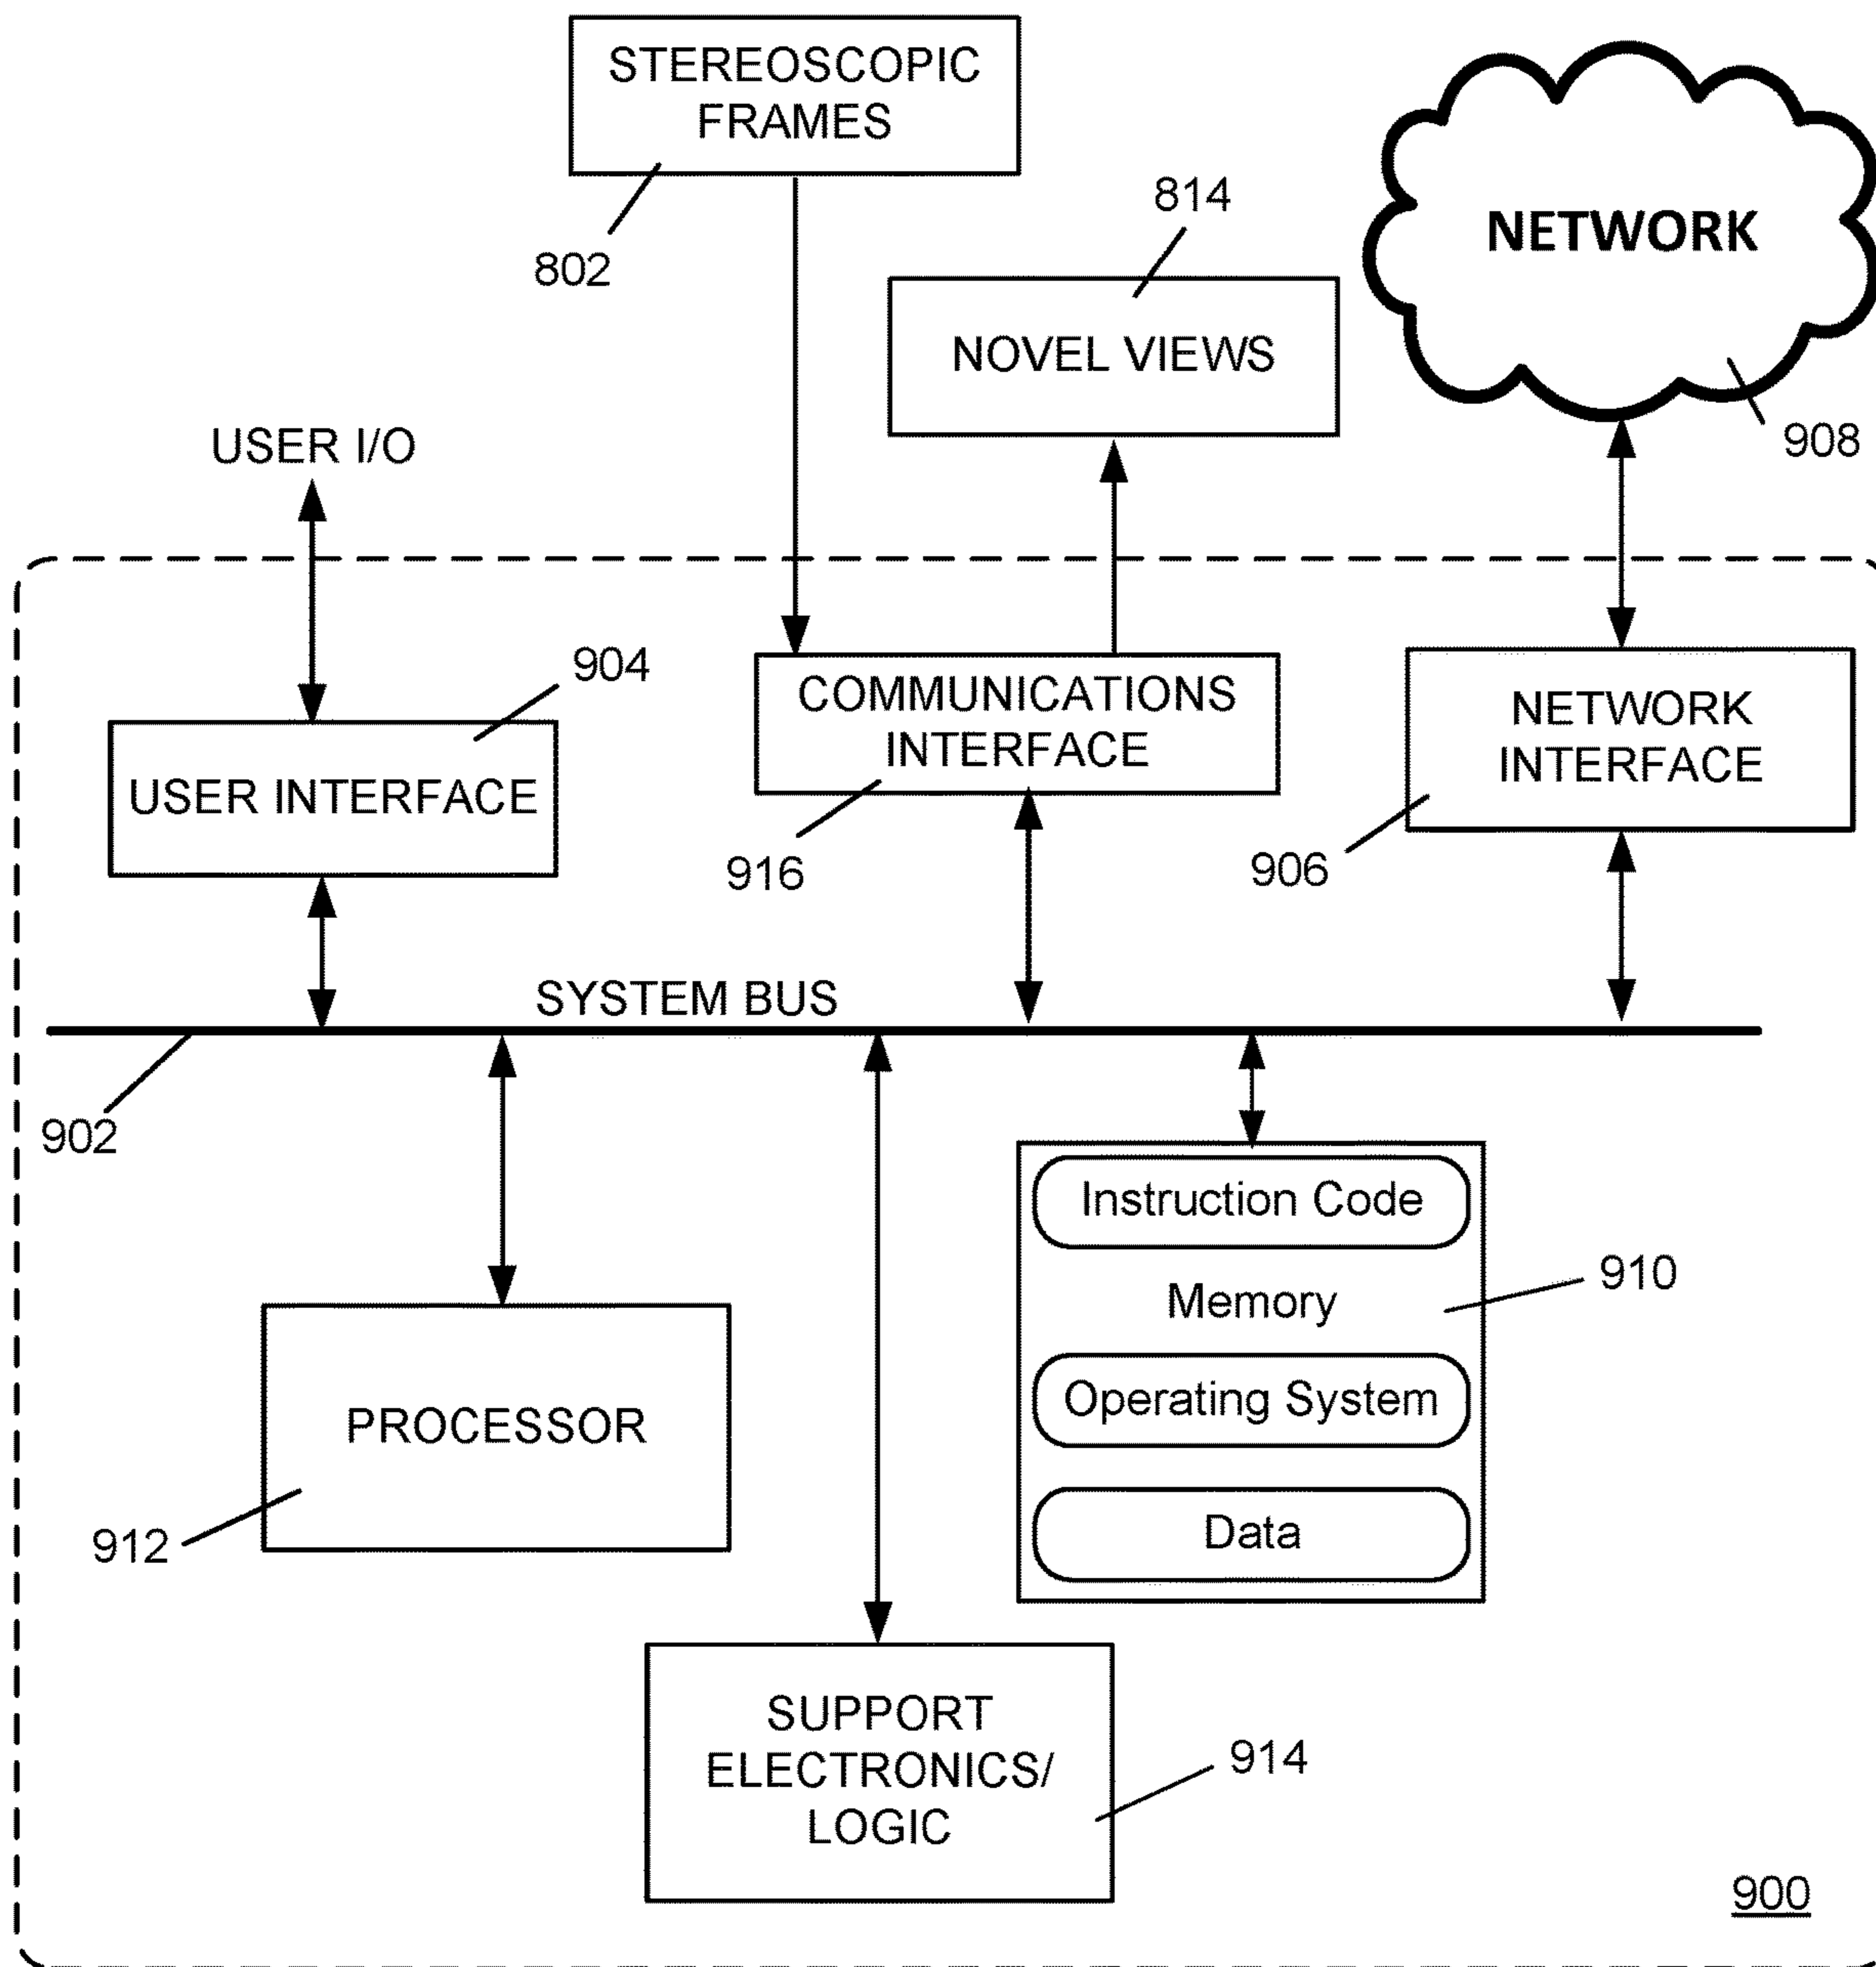 STEREOSCOPIC
FRAMES
802
814
NOVEL VIEWS
NETWORK
908
USER I/O
904
USER INTERFACE
COMMUNICATIONS
INTERFACE
916
NETWORK
INTERFACE
906
SYSTEM BUS
902
Instruction Code
Memory
910
Operating System
Data
PROCESSOR
912
SUPPORT
ELECTRONICS/
LOGIC
914
900